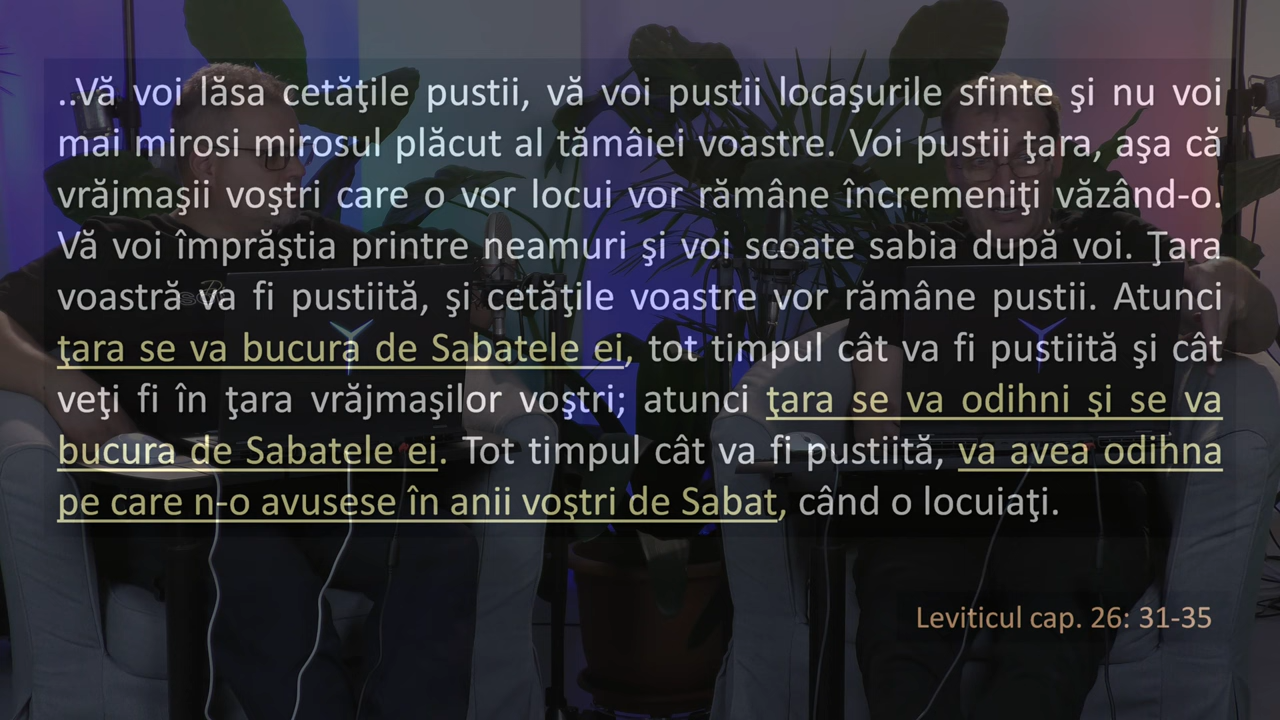 ..Vă voi lăsa cetăţile pustii, vă voi pustii locaşurile sfinte şi nu voi
mai mirosi mirosul plăcut al tămâiei voastre. Voi pustii ţara, aşa că
vrăjmaşii voştri care o vor locui vor rămâne încremeniţi văzând-o.
Vă voi împrăştia printre neamuri şi voi scoate sabia după voi. Ţara
voastră va fi pustiită, şi cetăţile voastre vor rămâne pustii. Atunci
ţara se va bucura de Sabatele ei, tot timpul cât va fi pustiită şi cât
veţi fi în ţara vrăjmaşilor voştri; atunci ţara se va odihni şi se va
bucura de Sabatele ei. Tot timpul cât va fi pustiită, va avea odihna
pe care n-o avusese în anii voştri de Sabat, când o locuiaţi.
Leviticul cap. 26: 31-35